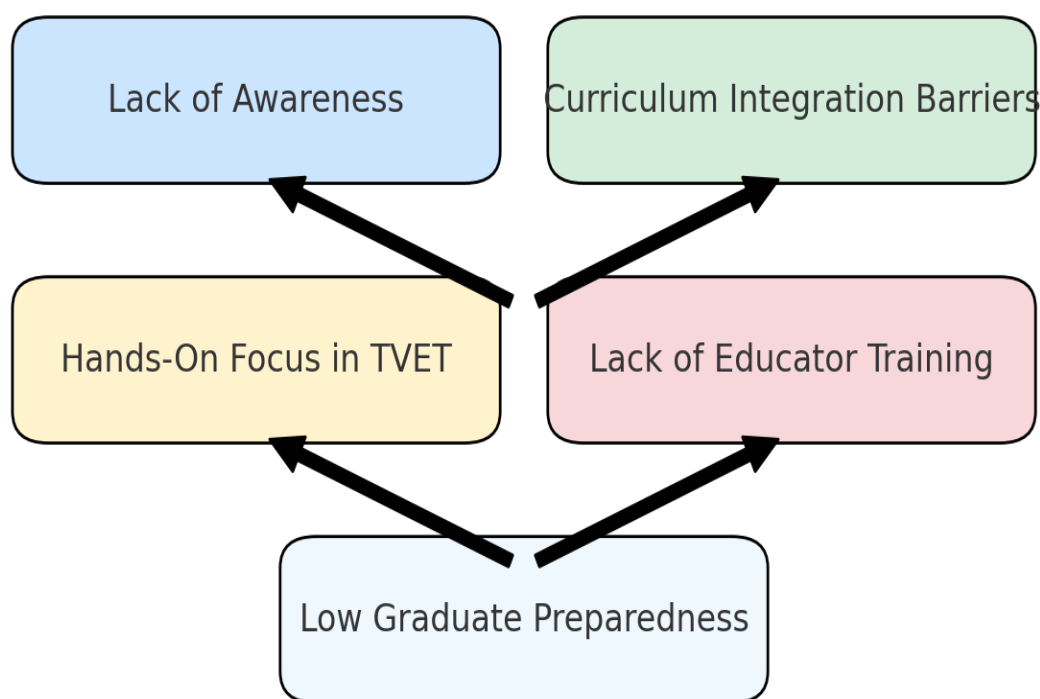 Lack of Awareness
Curriculum Integration Barriers
Hands-On Focus in TVET
Lack of Educator Training
Low Graduate Preparedness